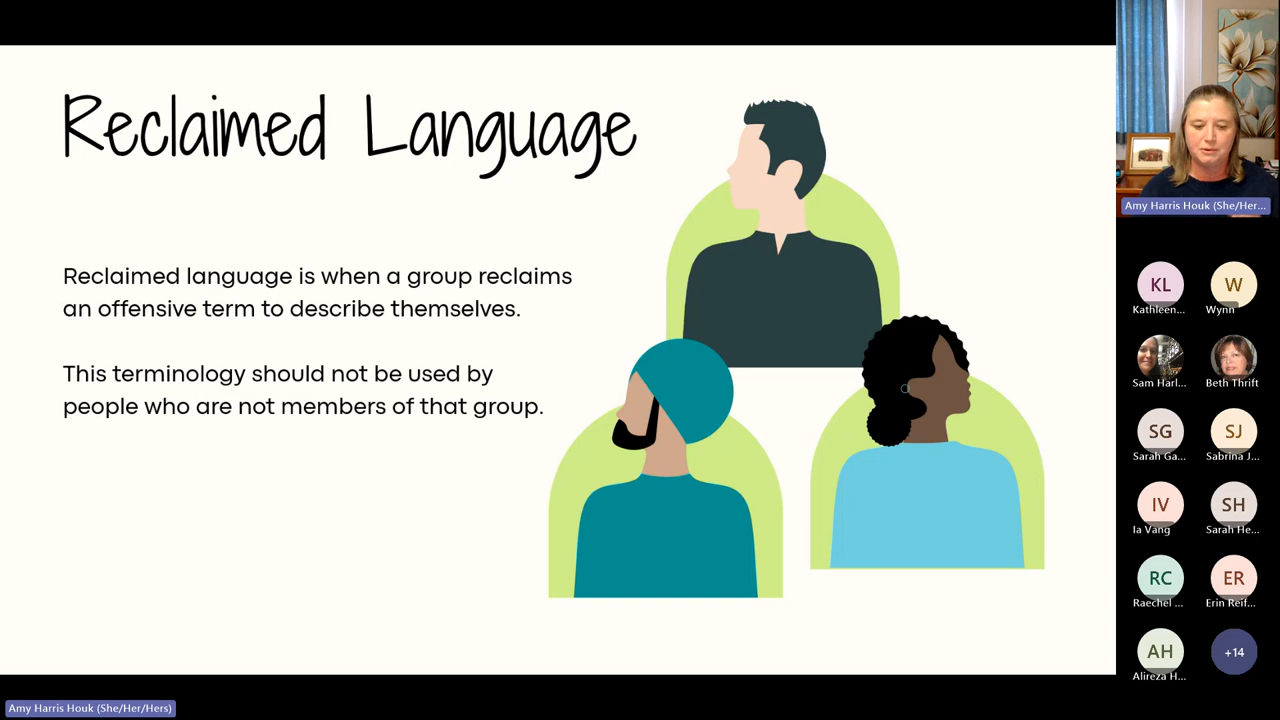 Reclaimed Language
Reclaimed language is when a group reclaims
an offensive term to describe themselves.
This terminology should not be used by
people who are not members of that group.
Amy Harris Houk (She/Her/Hers)
Amy Harris Houk (She/Her...
KL
Kathleen...
W
Wynn
Sam Harl...
Beth Thrift
SG
Sarah Ga...
SJ
Sabrina J...
IV
Ia Vang
SH
Sarah He...
RC
Raechel ...
ER
Erin Reif...
AH
Alireza H...
+14